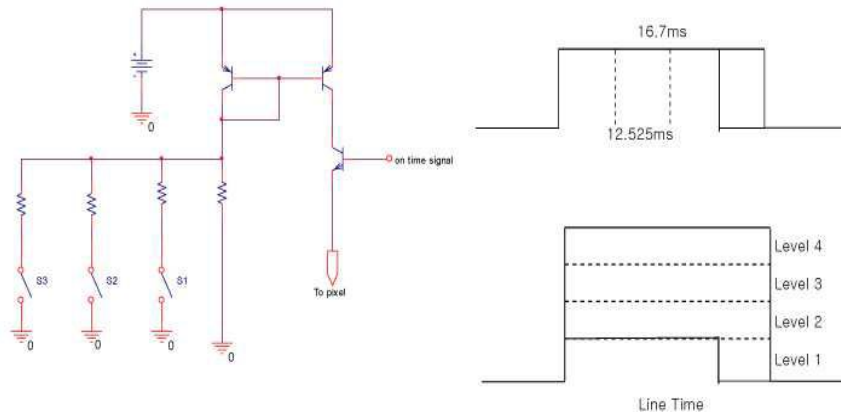 0
on time signal
S3
S2
S1
To pixel
0
0
0
0
16.7ms
12.525ms
Level 4
Level 3
Level 2
Level 1
Line Time